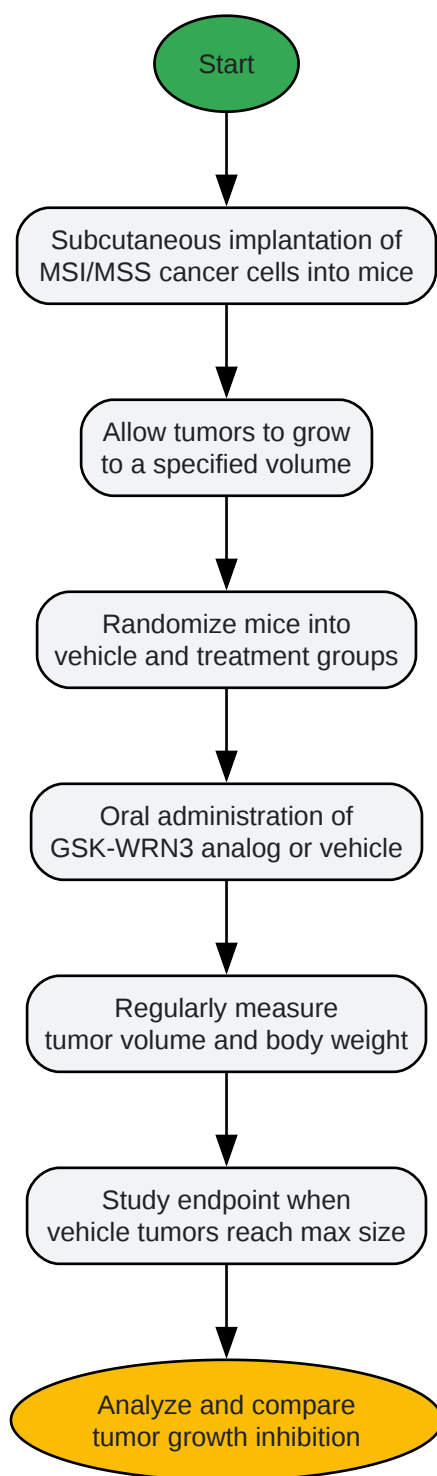 Start
Subcutaneous implantation of
MSI/MSS cancer cells into mice
Allow tumors to grow
to a specified volume
Randomize mice into
vehicle and treatment groups
Oral administration of
GSK-WRN3 analog or vehicle
Regularly measure
tumor volume and body weight
Study endpoint when
vehicle tumors reach max size
Analyze and compare
tumor growth inhibition